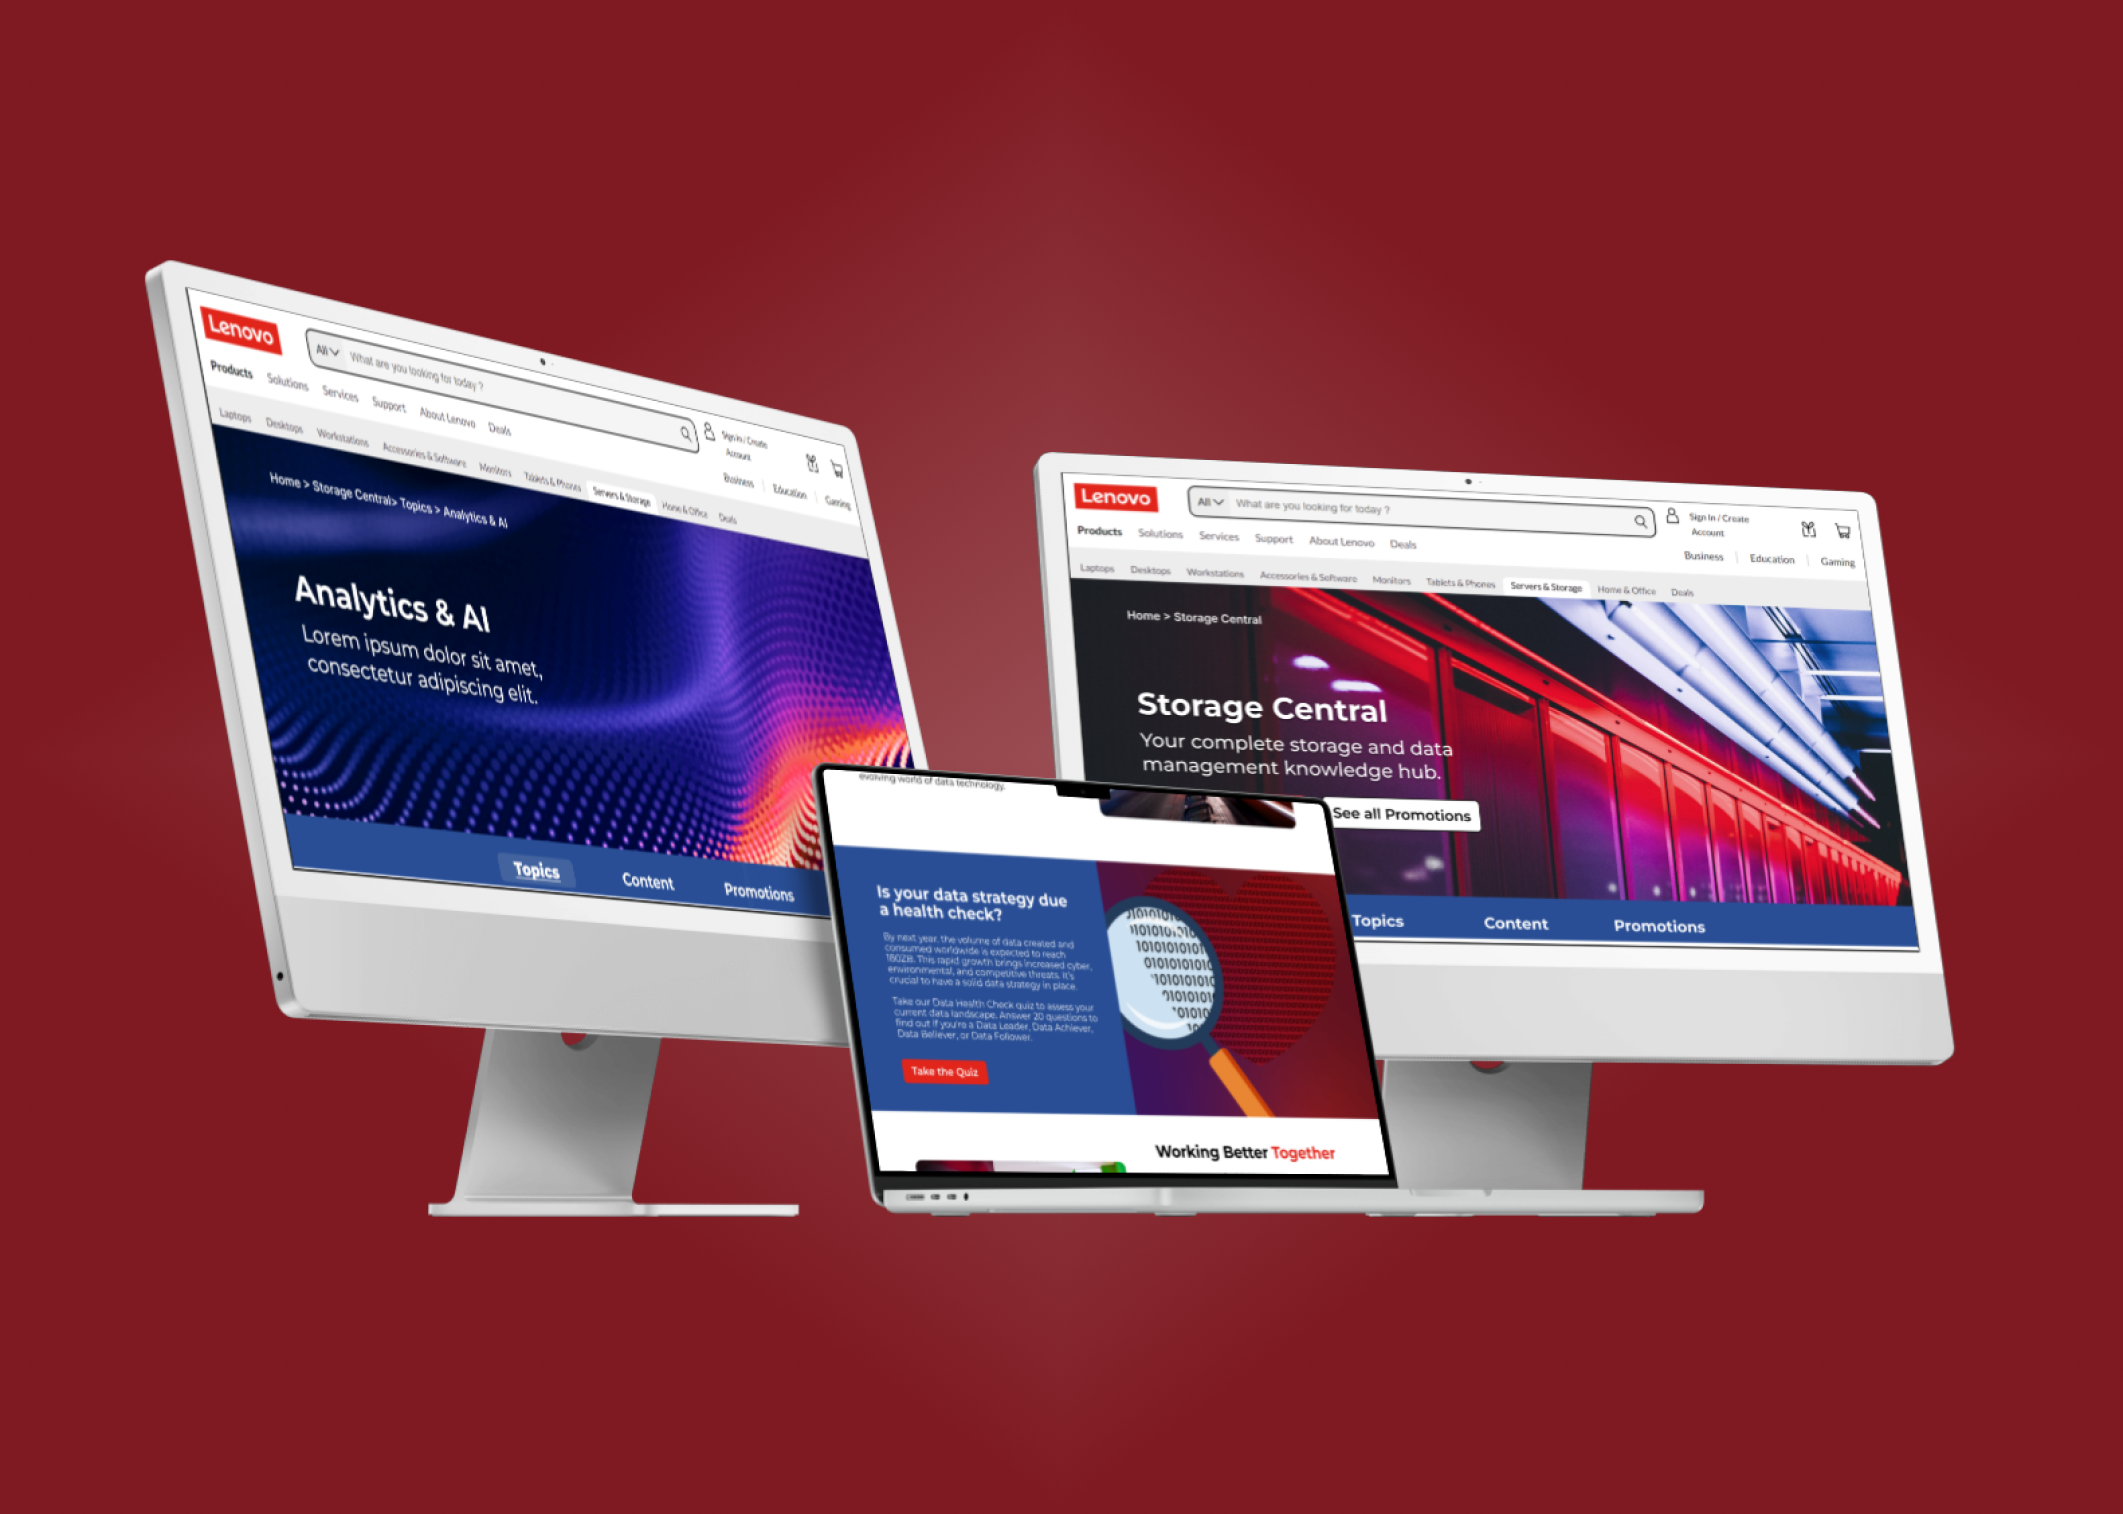 Lenovo
All
What are you looking for today ?
Sign In / Create
Account
Products
Solutions
Services
Support
About Lenovo
Deals
Business
Education
Gaming
Laptops
Desktops
Workstations
Accessories & Software
Monitors
Tablets & Phones
Servers & Storage
Home & Office
Deals
Home > Storage Central> Topics > Analytics & AI
Analytics & AI
Lorem ipsum dolor sit amet,
consectetur adipiscing elit.
Topics
Content
Promotions
evolving world of data technology.
Is your data strategy due
a health check?
By next year, the volume of data created and
consumed worldwide is expected to reach
180ZB. This rapid growth brings increased cyber,
environmental, and competitive threats. It's
crucial to have a solid data strategy in place.
Take our Data Health Check quiz to assess your
current data landscape. Answer 20 questions to
find out if you're a Data Leader, Data Achiever,
Data Believer, or Data Follower.
Take the Quiz
Working Better Together
Lenovo
All
What are you looking for today ?
Sign In / Create
Account
Products
Solutions
Services
Support
About Lenovo
Deals
Business
Education
Gaming
Laptops
Desktops
Workstations
Accessories & Software
Monitors
Tablets & Phones
Servers & Storage
Home & Office
Deals
Home > Storage Central
Storage Central
Your complete storage and data
management knowledge hub.
See all Promotions
Topics
Content
Promotions